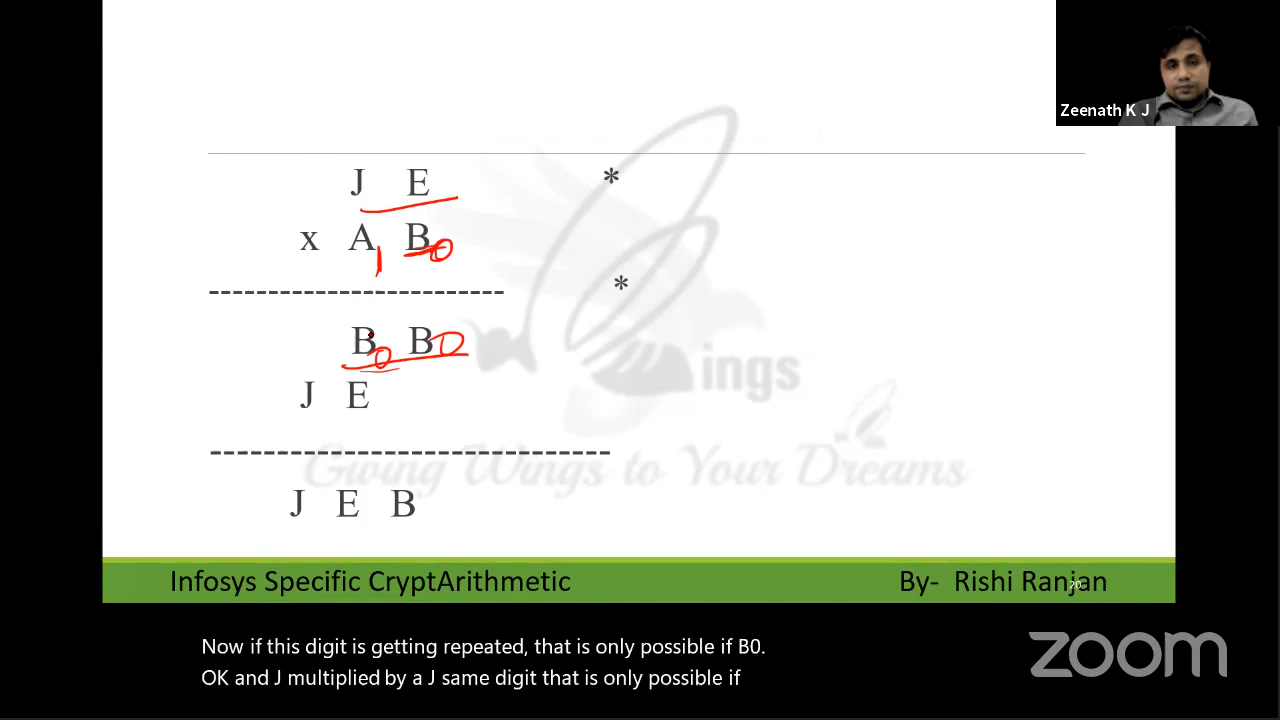 Zeenath K J
J E *
x A B
1 0
------------------------ *
B B
0 0
ings
J E
--------------------------------
Giving Wings to Your Dreams
J E B
Infosys Specific CryptArithmetic By- Rishi Ranjan
20
Now if this digit is getting repeated, that is only possible if B0.
OK and J multiplied by a J same digit that is only possible if
zoom